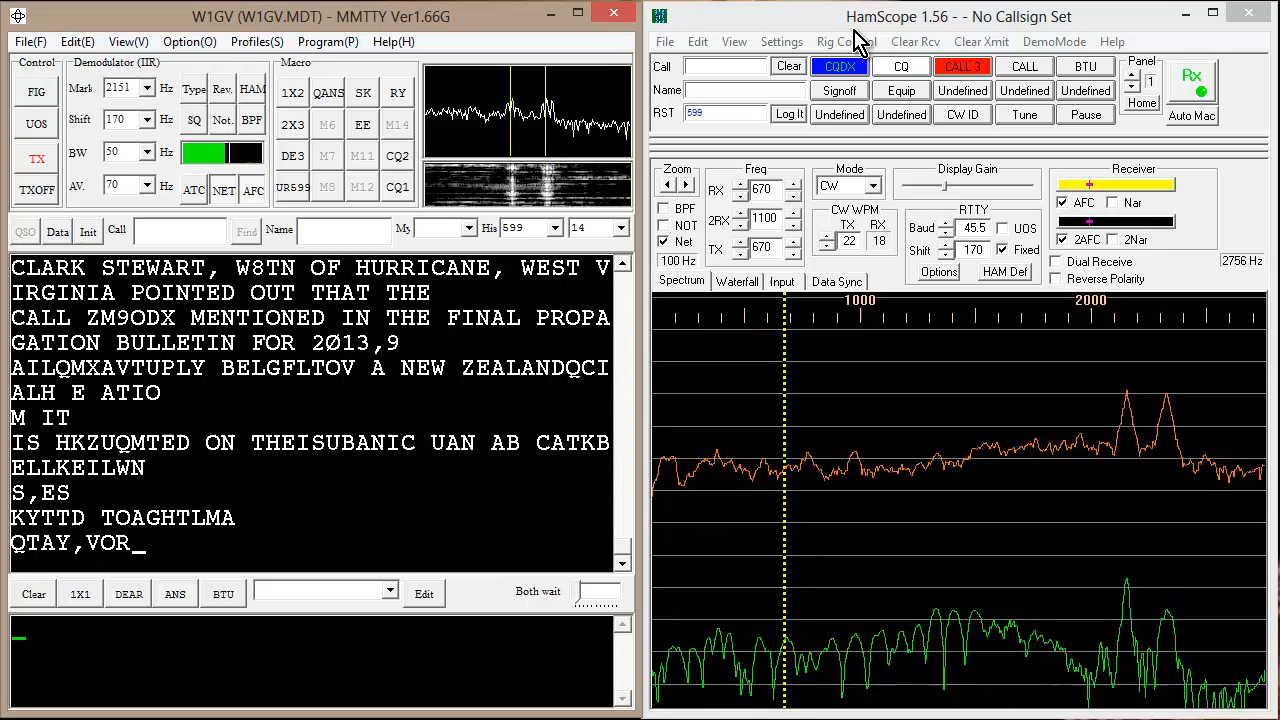 W1GV (W1GV.MDT) - MMTTY Ver1.66G
File(F) Edit(E) View(V) Option(O) Profiles(S) Program(P) Help(H)
Control
FIG
UOS
TX
TXOFF
Demodulator (IIR)
Mark 2151 Hz
Shift 170 Hz
BW 50 Hz
AV. 70 Hz
Type Rev. HAM
SQ Not. BPF
ATC NET AFC
Macro
1X2 QANS SK RY
2X3 M6 EE M14
DE3 M7 M11 CQ2
UR599 M8 M12 CQ1
QSO Data Init Call Find Name My His 599 14
CLARK STEWART, W8TN OF HURRICANE, WEST V
IRGINIA POINTED OUT THAT THE
CALL ZM9ODX MENTIONED IN THE FINAL PROPA
GATION BULLETIN FOR 2Ø13,9
AILQMXAVTUPLY BELGFLTOV A NEW ZEALANDQCI
ALH E ATIO
M IT
IS HKZUQMTED ON THEISUBANIC UAN AB CATKB
ELLKEILWN
S,ES
KYTTD TOAGHTLMA
QTAY,VOR_
Clear DEAR ANS BTU Edit Both wait
HamScope 1.56 - - No Callsign Set
File Edit View Settings Rig Control Clear Rcv Clear Xmit DemoMode Help
Call Clear CQDX CQ CALL 3 CALL BTU
Name Signoff Equip Undefined Undefined Undefined
RST 599 Log It Undefined Undefined CW ID Tune Pause
Panel
1
Home
Rx
Auto Mac
Zoom
BPF
NOT
Net
100 Hz
Freq
RX 670
2RX 1100
TX 670
Mode
CW
CW WPM
TX RX
22 18
Display Gain
RTTY
Baud 45.5 UOS
Shift 170 Fixed
Options HAM Def
Receiver
AFC Nar
2AFC 2Nar
Dual Receive
Reverse Polarity
2756 Hz
Spectrum Waterfall Input Data Sync
1000 2000